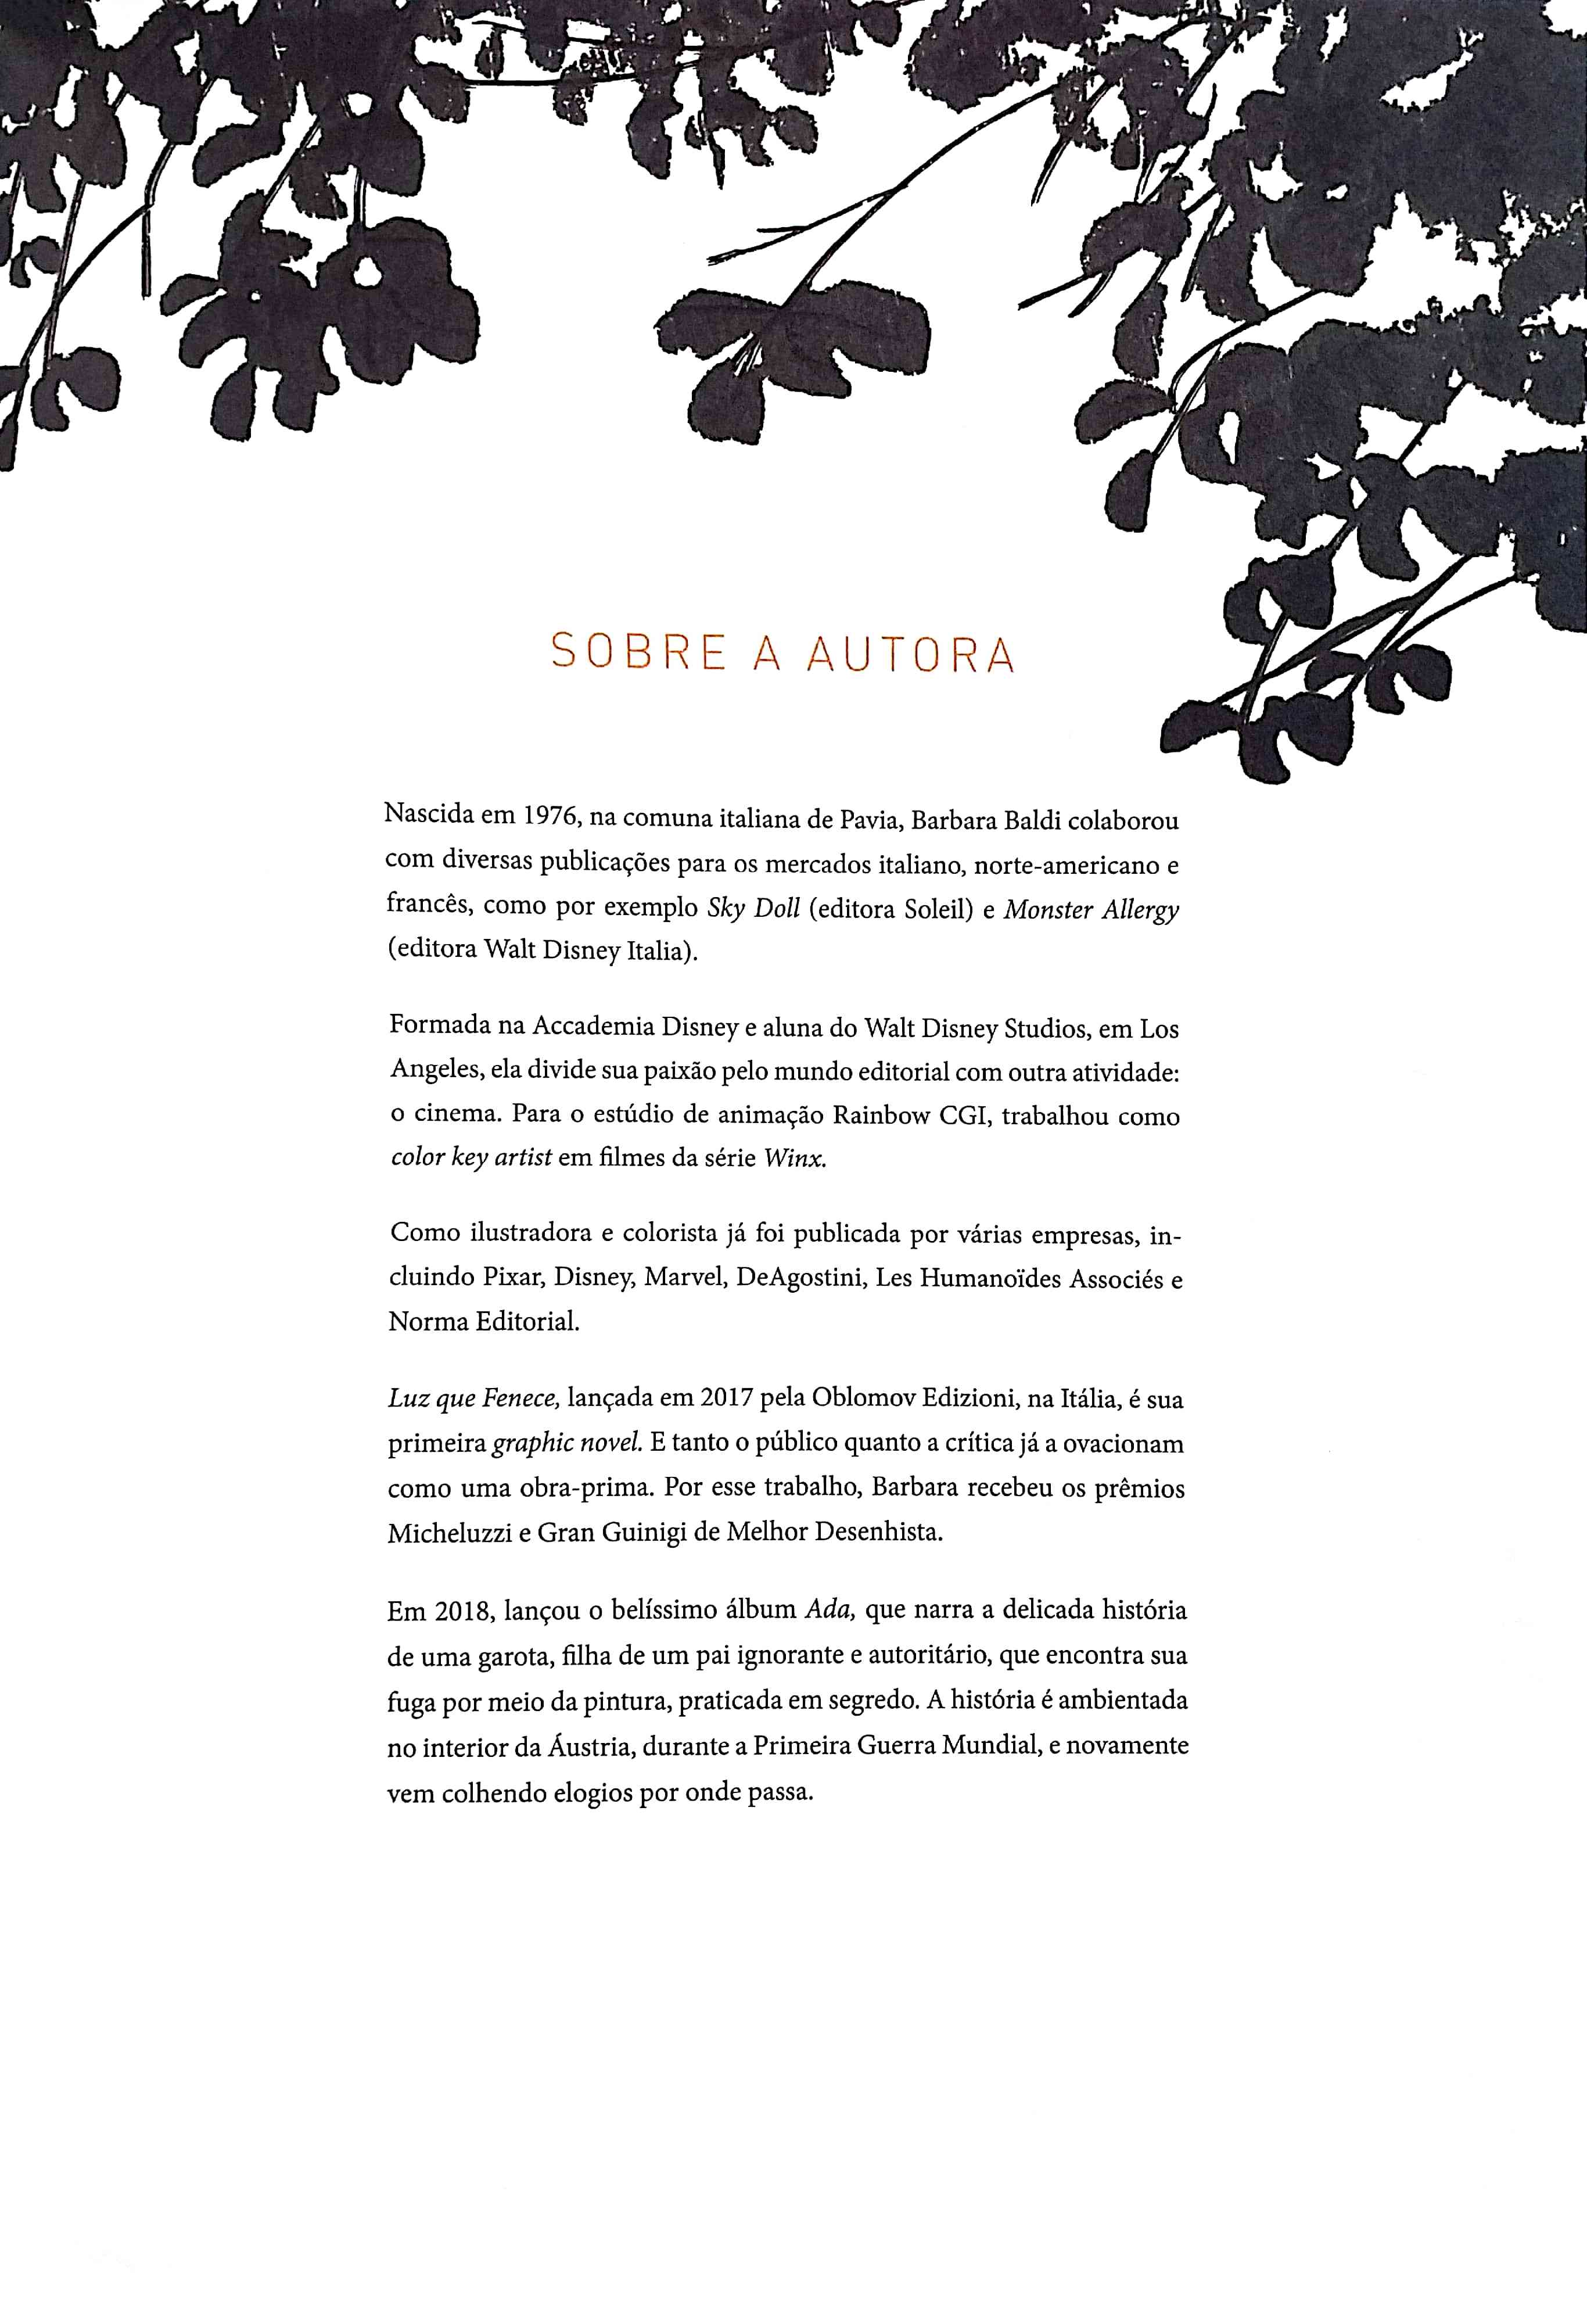 SOBRE A AUTORA
Nascida em 1976, na comuna italiana de Pavia, Barbara Baldi colaborou
com diversas publicações para os mercados italiano, norte-americano e
francês, como por exemplo Sky Doll (editora Soleil) e Monster Allergy
(editora Walt Disney Italia).
Formada na Accademia Disney e aluna do Walt Disney Studios, em Los
Angeles, ela divide sua paixão pelo mundo editorial com outra atividade:
o cinema. Para o estúdio de animação Rainbow CGI, trabalhou como
color key artist em filmes da série Winx.
Como ilustradora e colorista já foi publicada por várias empresas, in-
cluindo Pixar, Disney, Marvel, DeAgostini, Les Humanoïdes Associés e
Norma Editorial.
Luz que Fenece, lançada em 2017 pela Oblomov Edizioni, na Itália, é sua
primeira graphic novel. E tanto o público quanto a crítica já a ovacionam
como uma obra-prima. Por esse trabalho, Barbara recebeu os prêmios
Micheluzzi e Gran Guinigi de Melhor Desenhista.
Em 2018, lançou o belíssimo álbum Ada, que narra a delicada história
de uma garota, filha de um pai ignorante e autoritário, que encontra sua
fuga por meio da pintura, praticada em segredo. A história é ambientada
no interior da Áustria, durante a Primeira Guerra Mundial, e novamente
vem colhendo elogios por onde passa.